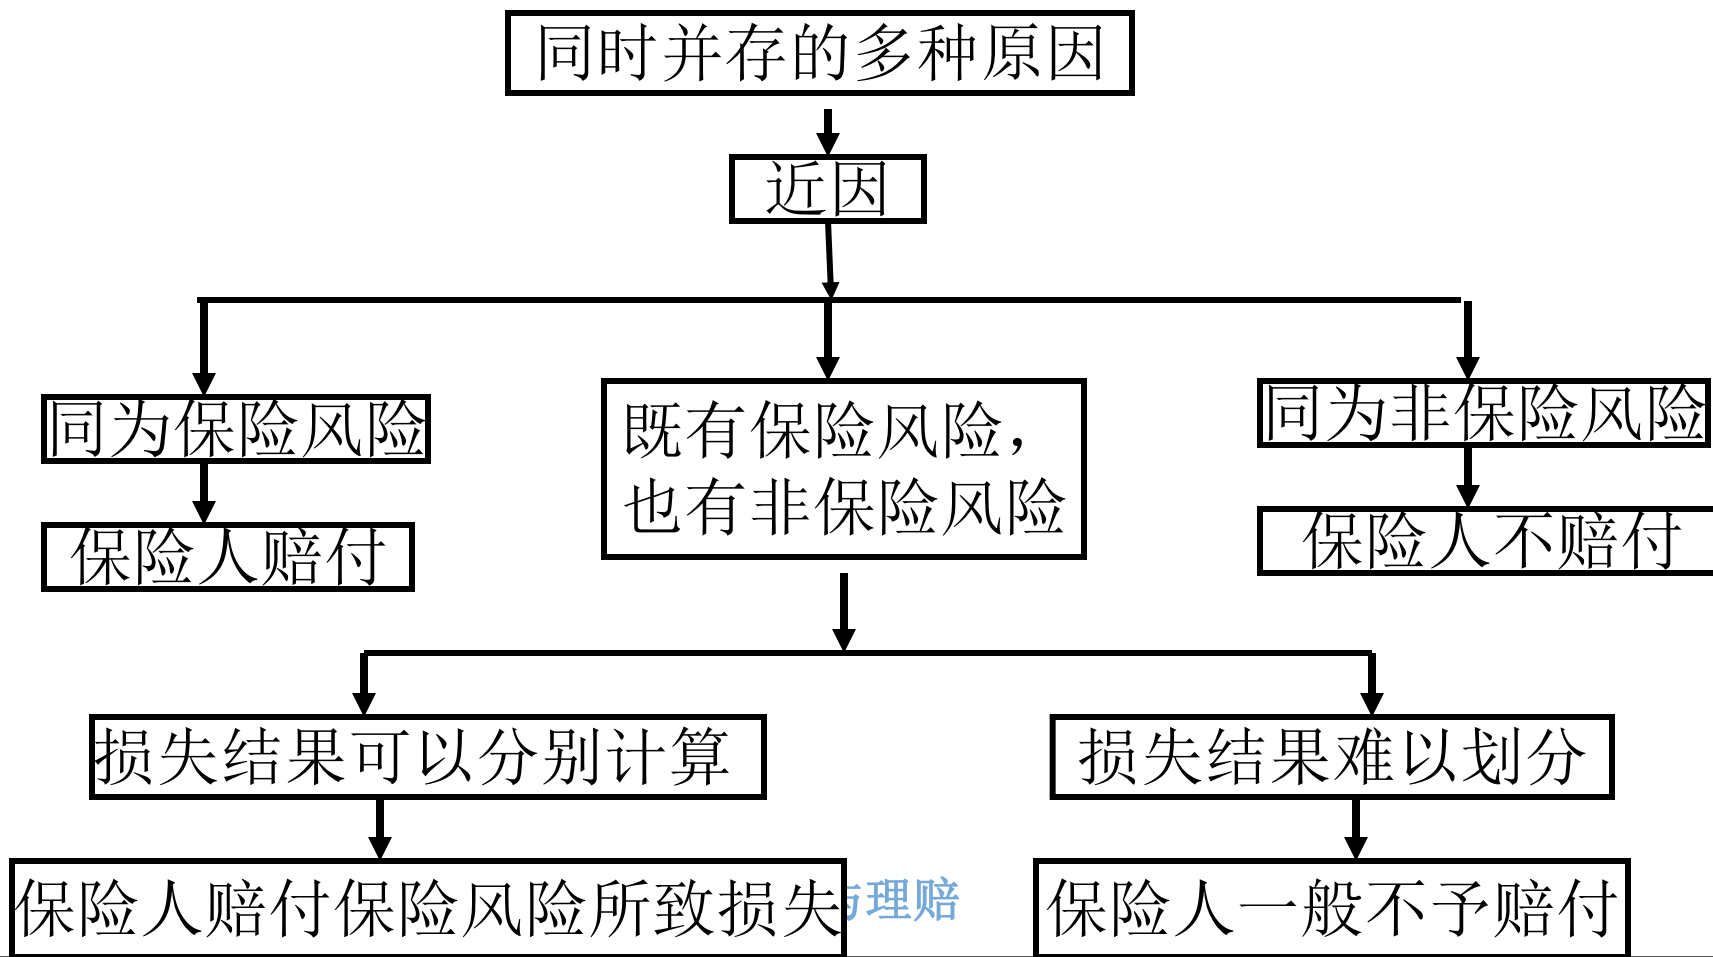 同时并存的多种原因
近因
同为保险风险
既有保险风险，
也有非保险风险
同为非保险风险
保险人赔付
保险人不赔付
损失结果可以分别计算
损失结果难以划分
保险人赔付保险风险所致损失
与理赔
保险人一般不予赔付